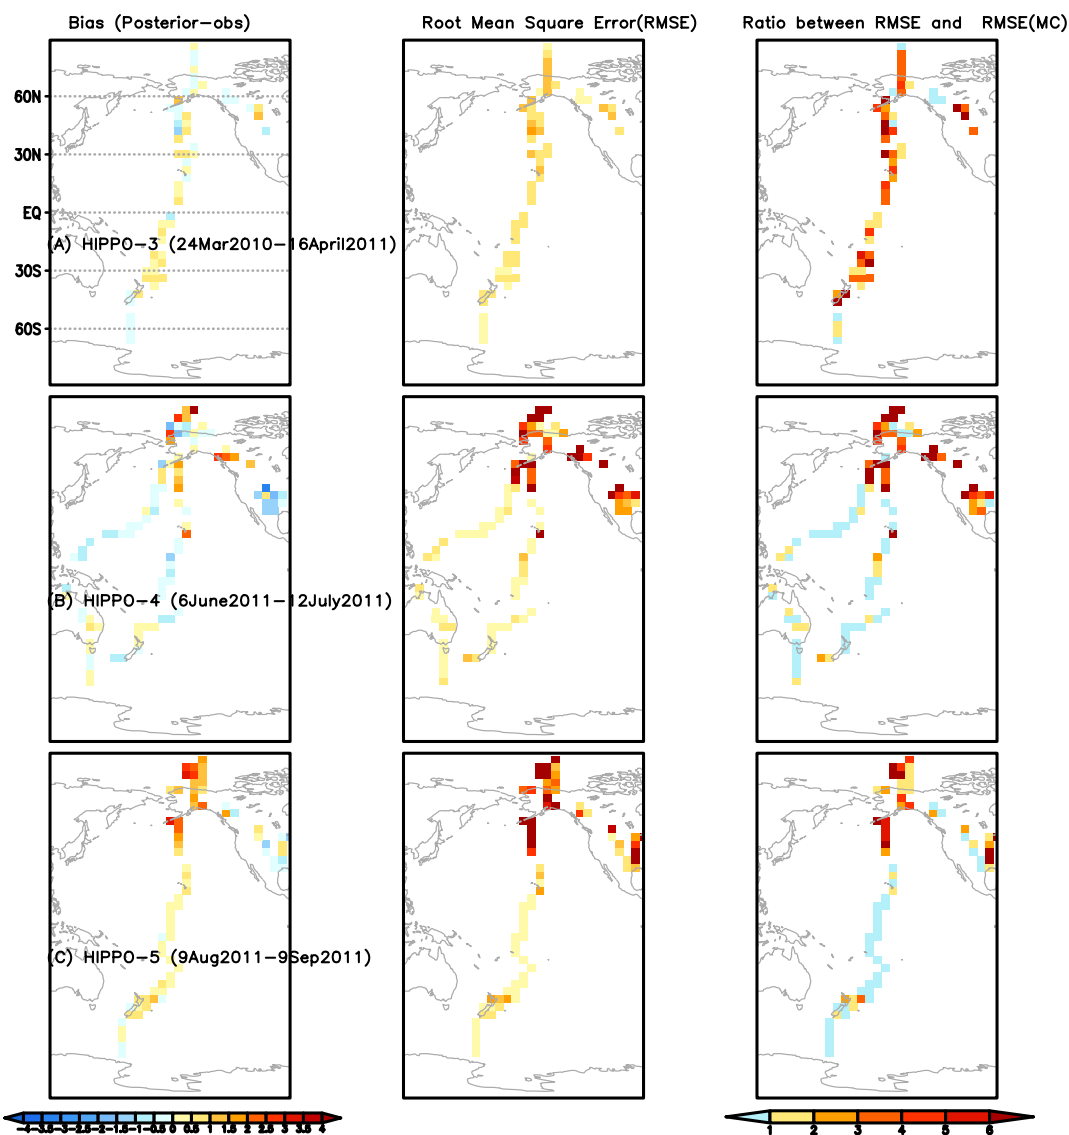 Bias (Posterior-obs) Root Mean Square Error(RMSE) Ratio between RMSE and RMSE(MC)
60N
30N
EQ
(A) HIPPO-3 (24Mar2010-16April2011)
30S
60S
(B) HIPPO-4 (6June2011-12July2011)
(C) HIPPO-5 (9Aug2011-9Sep2011)
-4 -3.5 -3 -2.5 -2 -1.5 -1 -0.5 0 0.5 1 1.5 2 2.5 3 3.5 4
1 2 3 4 5 6